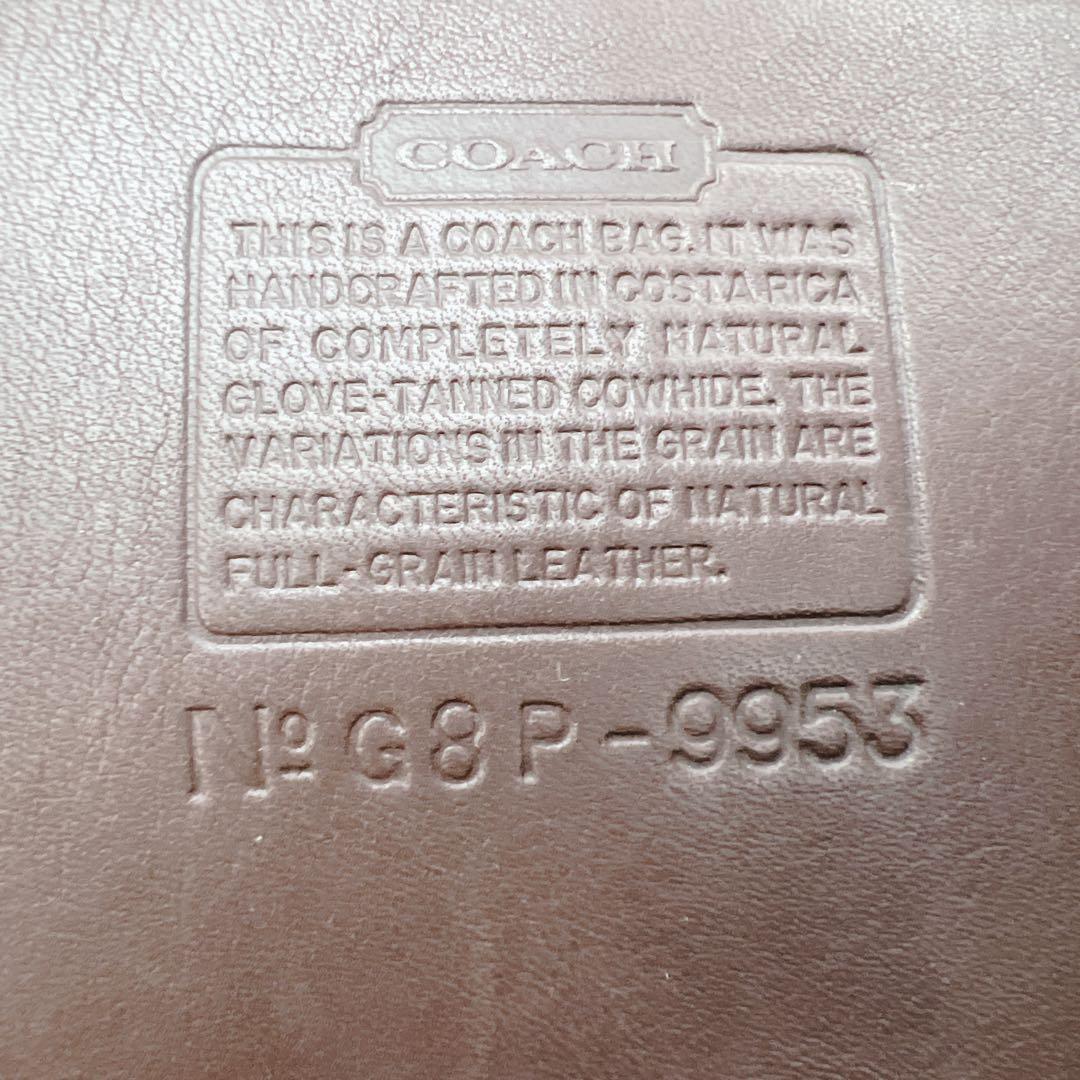 COACH
THIS IS A COACH BAG. IT WAS
HANDCRAFTED IN COSTA RICA
OF COMPLETELY NATURAL
GLOVE-TANNED COWHIDE. THE
VARIATIONS IN THE GRAIN ARE
CHARACTERISTIC OF NATURAL
FULL-GRAIN LEATHER.
Nº G8P-9953